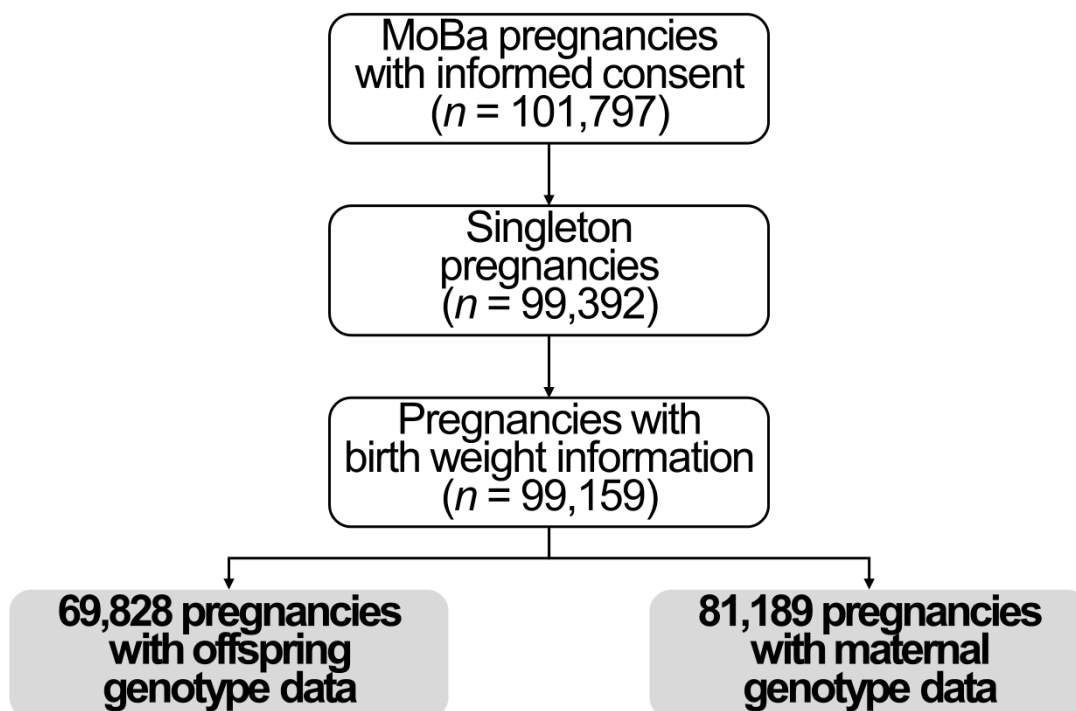 MoBa pregnancies
with informed consent
(n = 101,797)
Singleton
pregnancies
(n = 99,392)
Pregnancies with
birth weight information
(n = 99,159)
69,828 pregnancies
with offspring
genotype data
81,189 pregnancies
with maternal
genotype data